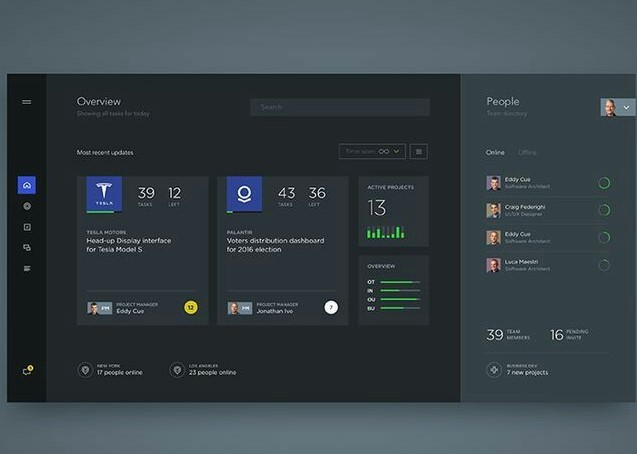 Overview
Showing all tasks for today
Search
Most recent updates
Time span:
TESLA
39
TASKS
12
LEFT
TESLA MOTORS
Head-up Display interface
for Tesla Model S
PM
PROJECT MANAGER
Eddy Cue
12
43
TASKS
36
LEFT
PALANTIR
Voters distribution dashboard
for 2016 election
PM
PROJECT MANAGER
Jonathan Ive
7
ACTIVE PROJECTS
13
OVERVIEW
OT
IN
OU
BU
NEW YORK
17 people online
LOS ANGELES
23 people online
People
Team directory
Online
Offline
Eddy Cue
Software Architect
Craig Federighi
UI/UX Designer
Eddy Cue
Software Architect
Luca Maestri
Software Architect
39
TEAM
MEMBERS
16
PENDING
INVITE
BUSINESS DEV
7 new projects